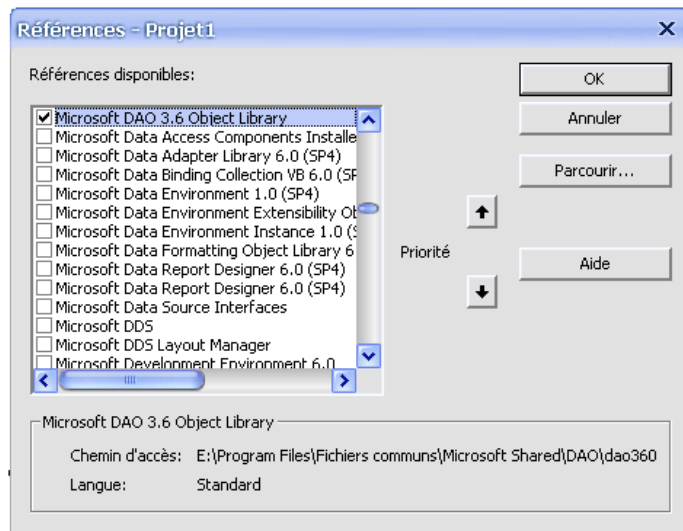 Références - Projet1
Références disponibles:
Microsoft DAO 3.6 Object Library
Microsoft Data Access Components Installe
Microsoft Data Adapter Library 6.0 (SP4)
Microsoft Data Binding Collection VB 6.0 (SP
Microsoft Data Environment 1.0 (SP4)
Microsoft Data Environment Extensibility Ob
Microsoft Data Environment Instance 1.0 (S
Microsoft Data Formatting Object Library 6
Microsoft Data Report Designer 6.0 (SP4)
Microsoft Data Report Designer 6.0 (SP4)
Microsoft Data Source Interfaces
Microsoft DDS
Microsoft DDS Layout Manager
Microsoft Development Environment 6.0
Priorité
OK
Annuler
Parcourir...
Aide
Microsoft DAO 3.6 Object Library
Chemin d'accès: E:\Program Files\Fichiers communs\Microsoft Shared\DAO\dao360
Langue: Standard